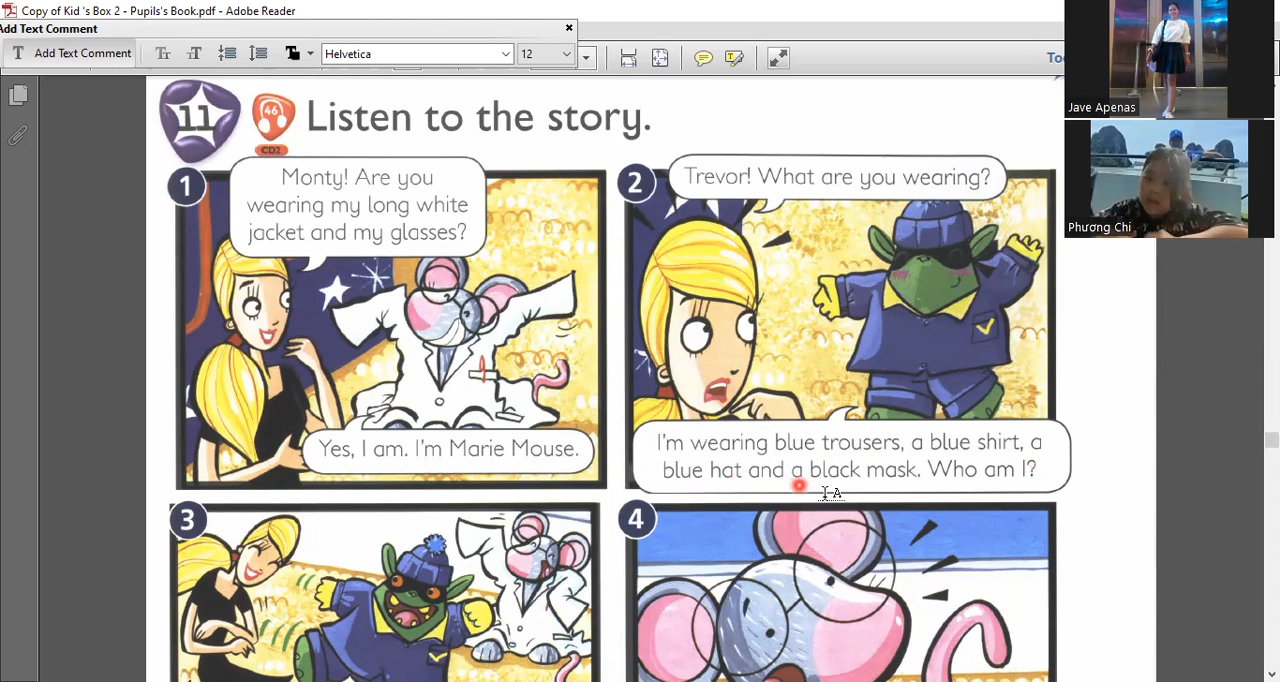 Copy of Kid 's Box 2 - Pupil's Book.pdf - Adobe Reader
Add Text Comment
Add Text Comment
Helvetica
12
Too
Jave Apenas
Phương Chi
11
46
CD2
Listen to the story.
1
Monty! Are you
wearing my long white
jacket and my glasses?
Yes, I am. I'm Marie Mouse.
2
Trevor! What are you wearing?
I'm wearing blue trousers, a blue shirt, a
blue hat and a black mask. Who am I?
3
4